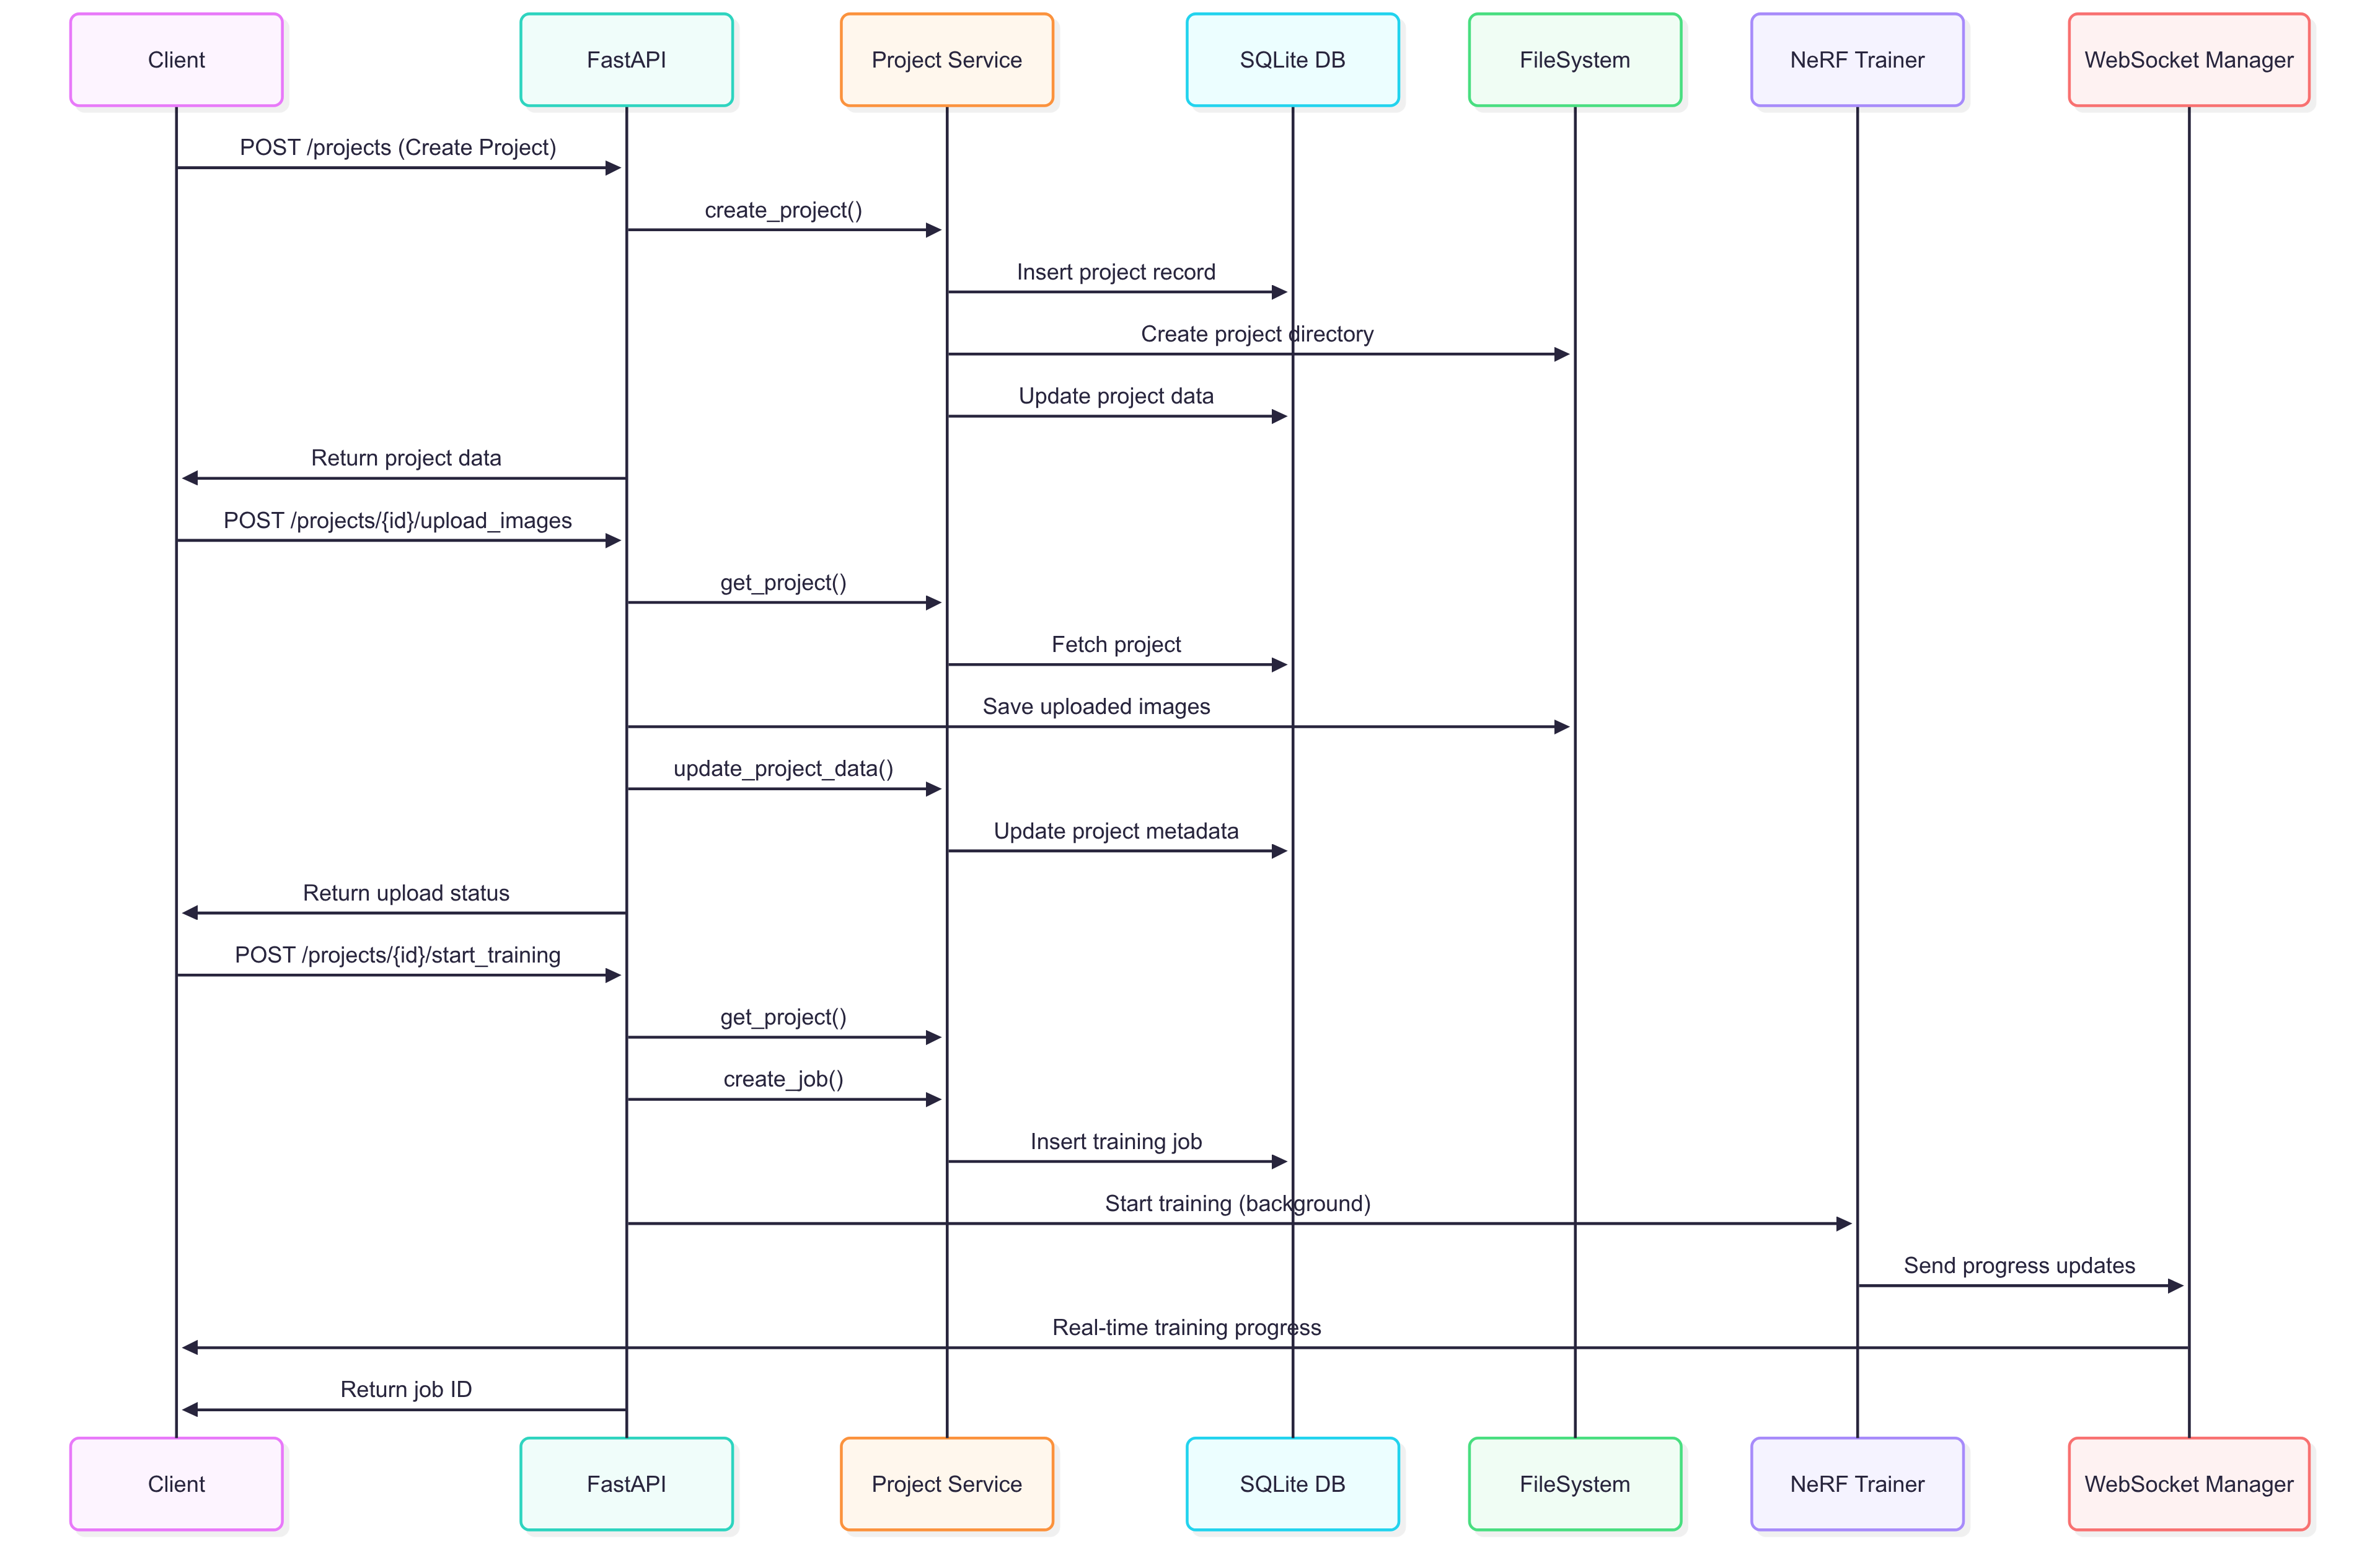 Client
FastAPI
Project Service
SQLite DB
FileSystem
NeRF Trainer
WebSocket Manager
POST /projects (Create Project)
create_project()
Insert project record
Create project directory
Update project data
Return project data
POST /projects/{id}/upload_images
get_project()
Fetch project
Save uploaded images
update_project_data()
Update project metadata
Return upload status
POST /projects/{id}/start_training
get_project()
create_job()
Insert training job
Start training (background)
Send progress updates
Real-time training progress
Return job ID
Client
FastAPI
Project Service
SQLite DB
FileSystem
NeRF Trainer
WebSocket Manager